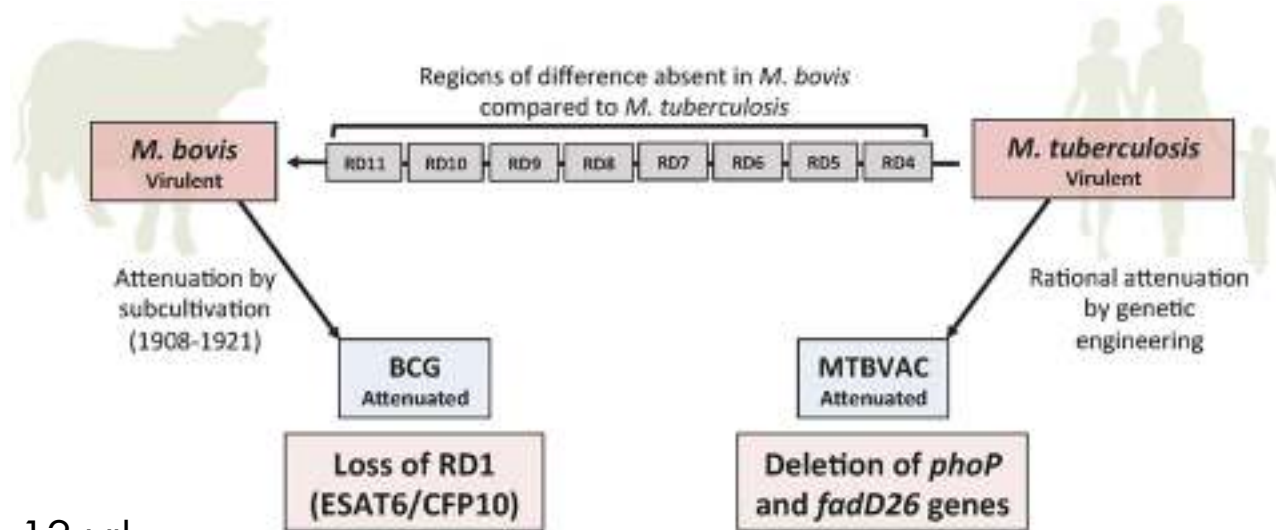 Regions of difference absent in M. bovis
compared to M. tuberculosis
M. bovis
Virulent
RD11
RD10
RD9
RD8
RD7
RD6
RD5
RD4
M. tuberculosis
Virulent
Attenuation by
subcultivation
(1908-1921)
Rational attenuation
by genetic
engineering
BCG
Attenuated
MTBVAC
Attenuated
Loss of RD1
(ESAT6/CFP10)
Deletion of phoP
and fadD26 genes